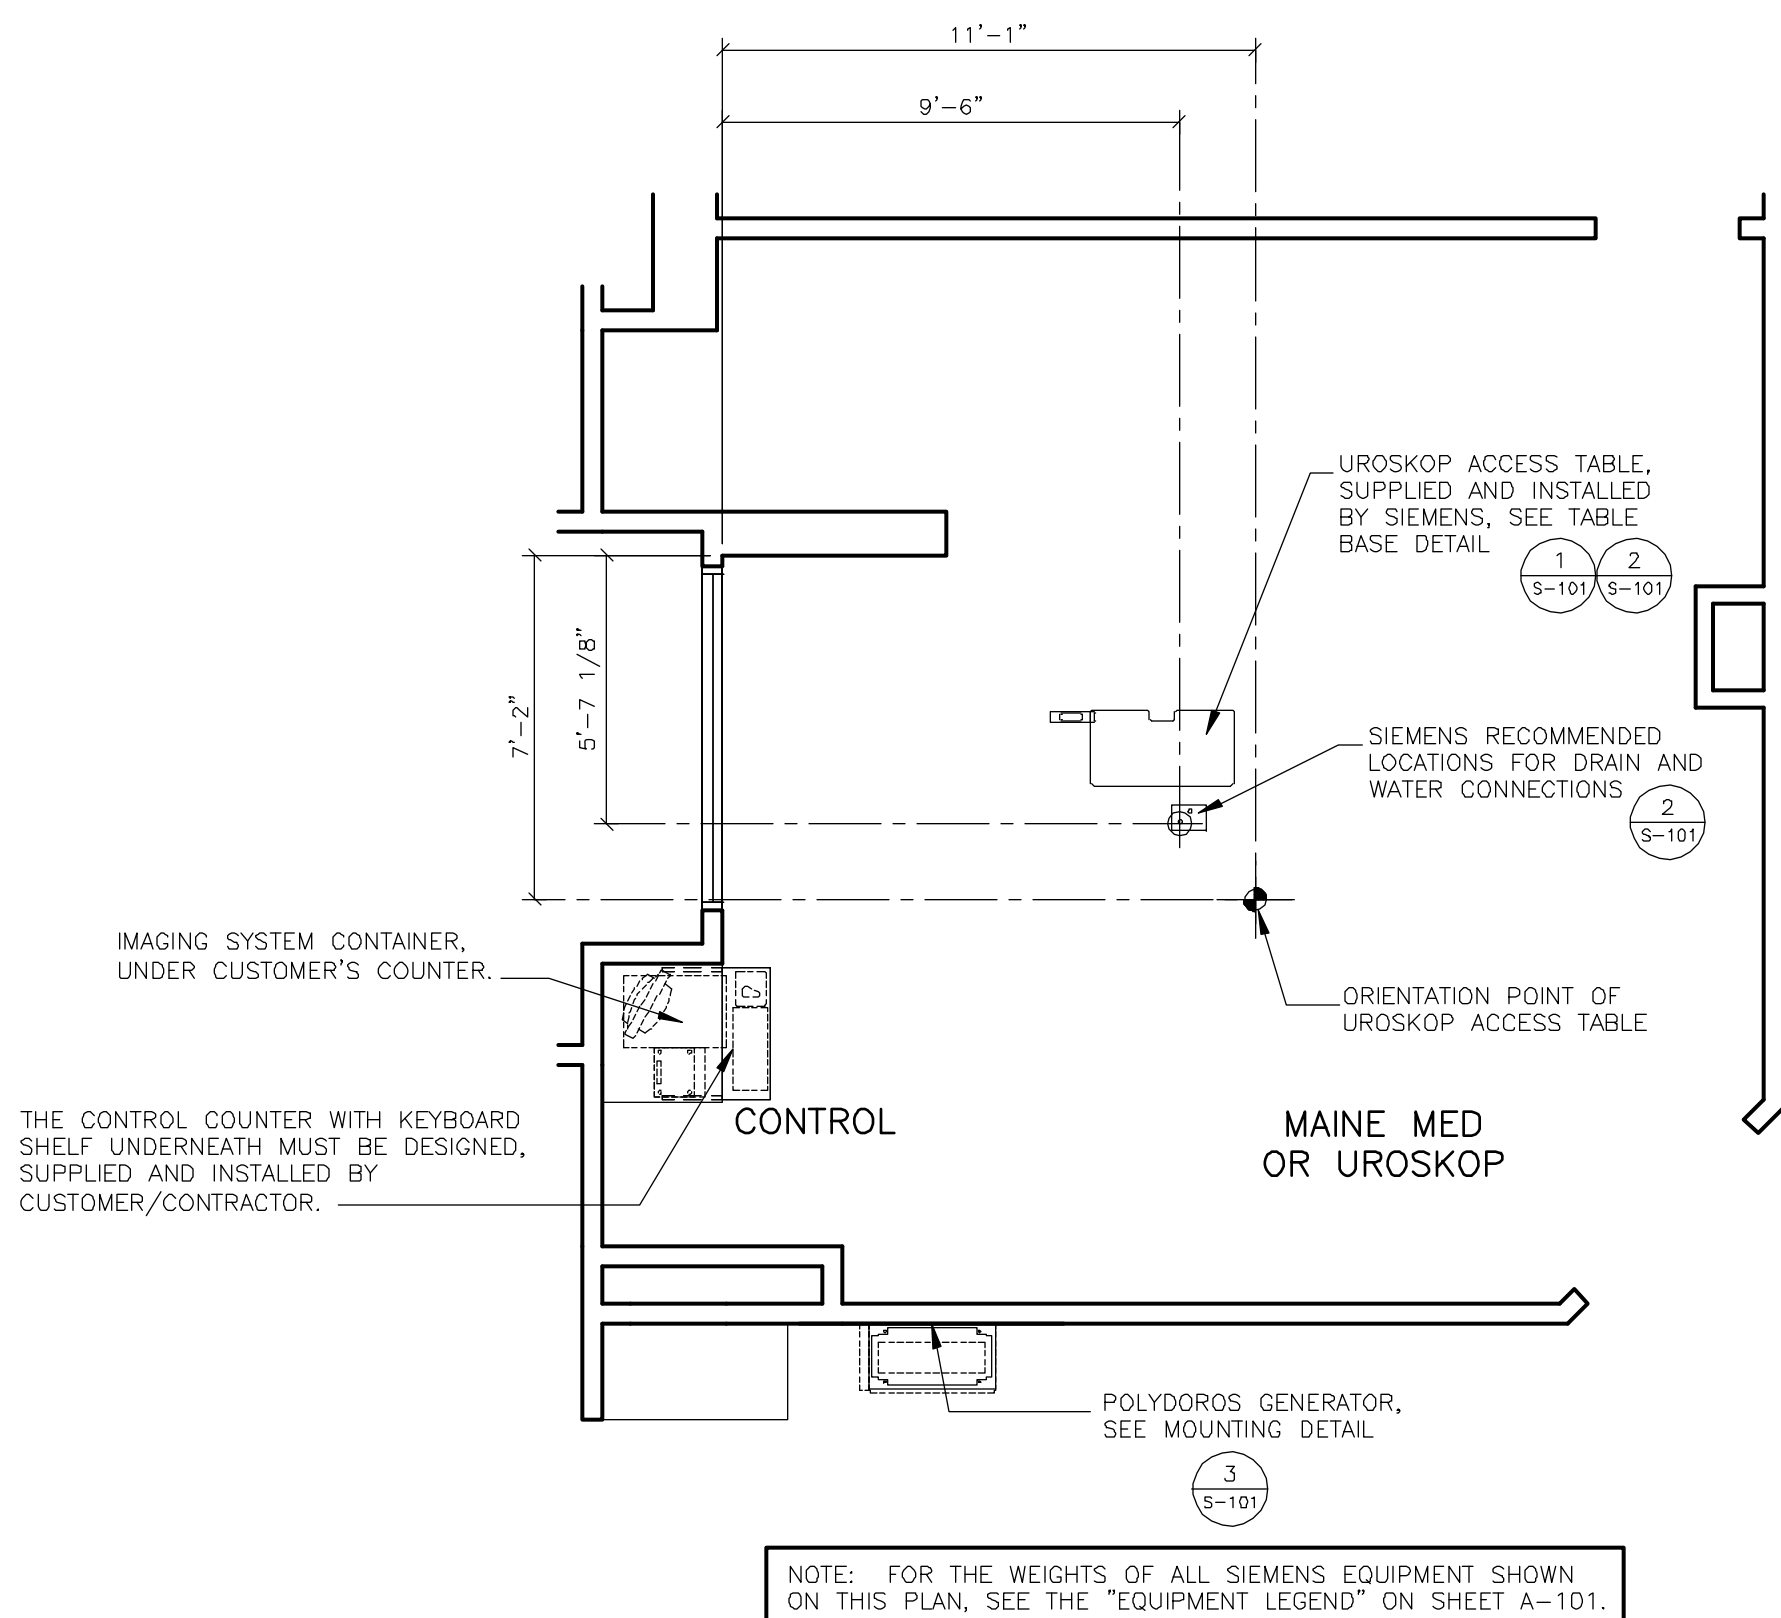 11'-1"
9'-6"
UROSKOP ACCESS TABLE,
SUPPLIED AND INSTALLED
BY SIEMENS, SEE TABLE
BASE DETAIL
1
S-101
2
S-101
5'-7 1/8"
7'-2"
SIEMENS RECOMMENDED
LOCATIONS FOR DRAIN AND
WATER CONNECTIONS
2
S-101
IMAGING SYSTEM CONTAINER,
UNDER CUSTOMER'S COUNTER.
ORIENTATION POINT OF
UROSKOP ACCESS TABLE
THE CONTROL COUNTER WITH KEYBOARD
SHELF UNDERNEATH MUST BE DESIGNED,
SUPPLIED AND INSTALLED BY
CUSTOMER/CONTRACTOR.
CONTROL
MAINE MED
OR UROSKOP
POLYDOROS GENERATOR,
SEE MOUNTING DETAIL
3
S-101
NOTE: FOR THE WEIGHTS OF ALL SIEMENS EQUIPMENT SHOWN
ON THIS PLAN, SEE THE "EQUIPMENT LEGEND" ON SHEET A-101.